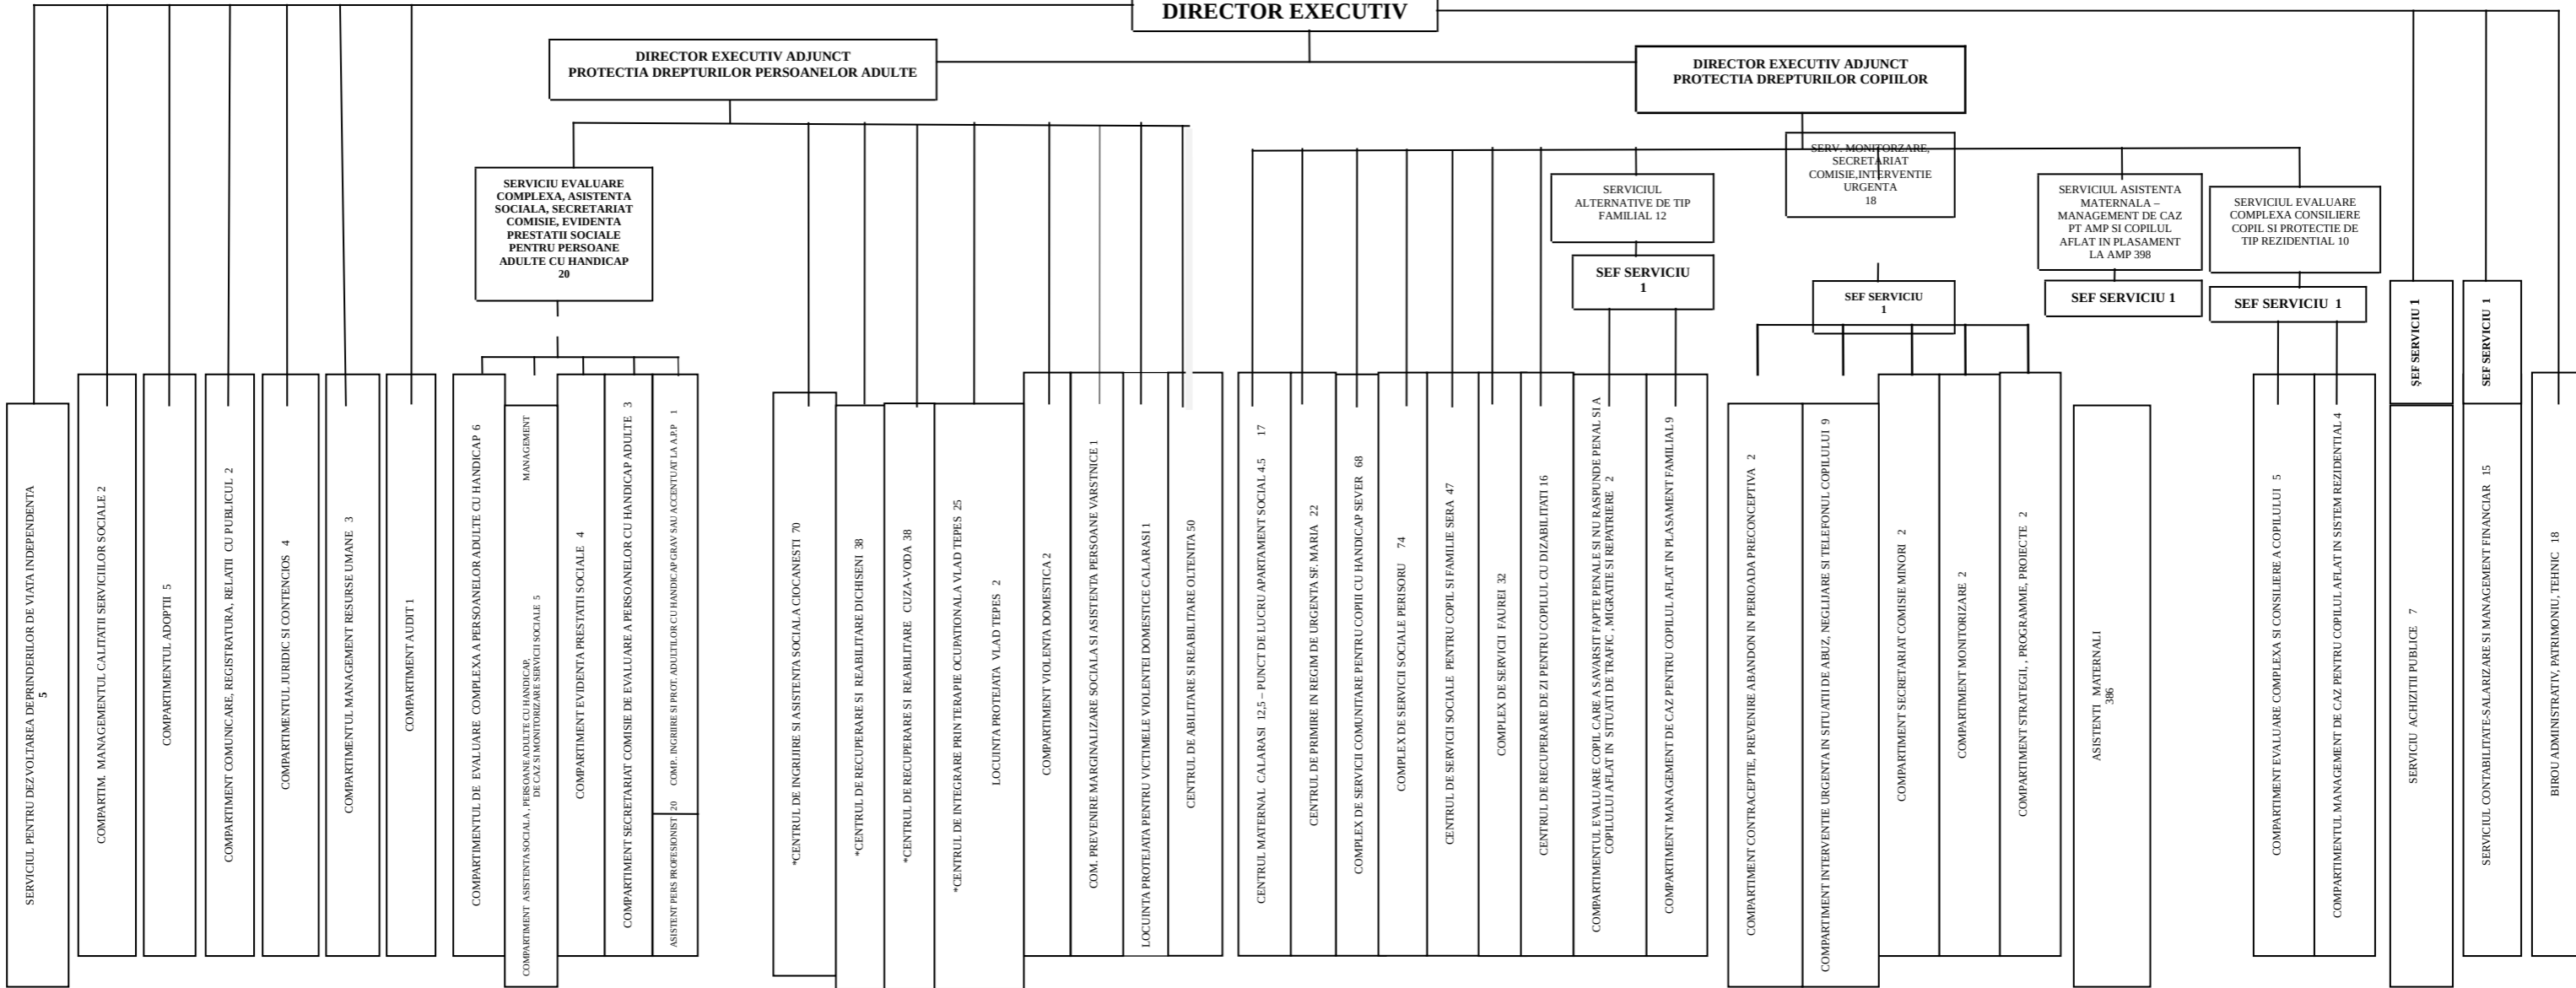 DIRECTOR EXECUTIV
DIRECTOR EXECUTIV ADJUNCT
PROTECTIA DREPTURILOR PERSOANELOR ADULTE
DIRECTOR EXECUTIV ADJUNCT
PROTECTIA DREPTURILOR COPIILOR
SERVICIU EVALUARE
COMPLEXA, ASISTENTA
SOCIALA, SECRETARIAT
COMISIE, EVIDENTA
PRESTATII SOCIALE
PENTRU PERSOANE
ADULTE CU HANDICAP
20
SERVICIUL
ALTERNATIVE DE TIP
FAMILIAL 12
SEF SERVICIU
1
SERV. MONITORZARE,
SECRETARIAT
COMISIE,INTERVENTIE
URGENTA
18
SEF SERVICIU
1
SERVICIUL ASISTENTA
MATERNALA –
MANAGEMENT DE CAZ
PT AMP SI COPILUL
AFLAT IN PLASAMENT
LA AMP 398
SEF SERVICIU 1
SERVICIUL EVALUARE
COMPLEXA CONSILIERE
COPIL SI PROTECTIE DE
TIP REZIDENTIAL 10
SEF SERVICIU 1
ŞEF SERVICIU 1
SEF SERVICIU 1
SERVICIUL PENTRU DEZVOLTAREA DEPRINDERILOR DE VIATA INDEPENDENTA
5
COMPARTIM. MANAGEMENTUL CALITATII SERVICIILOR SOCIALE 2
COMPARTIMENTUL ADOPTII 5
COMPARTIMENT COMUNICARE, REGISTRATURA, RELATII CU PUBLICUL 2
COMPARTIMENTUL JURIDIC SI CONTENCIOS 4
COMPARTIMENTUL MANAGEMENT RESURSE UMANE 3
COMPARTIMENT AUDIT 1
COMPARTIMENTUL DE EVALUARE COMPLEXA A PERSOANELOR ADULTE CU HANDICAP 6
COMPARTIMENT ASISTENTA SOCIALA , PERSOANE ADULTE CU HANDICAP, MANAGEMENT
DE CAZ SI MONITORIZARE SERVICII SOCIALE 5
COMPARTIMENT EVIDENTA PRESTATII SOCIALE 4
COMPARTIMENT SECRETARIAT COMISIE DE EVALUARE A PERSOANELOR CU HANDICAP ADULTE 3
COMP.. INGRIJIRE SI PROT. ADULTILOR CU HANDICAP GRAV SAU ACCENTUAT LA A.P.P 1
ASISTENT PERS PROFESIONIST 20
*CENTRUL DE INGRIJIRE SI ASISTENTA SOCIALA CIOCANESTI 70
*CENTRUL DE RECUPERARE SI REABILITARE DICHISENI 38
*CENTRUL DE RECUPERARE SI REABILITARE CUZA-VODA 38
*CENTRUL DE INTEGRARE PRIN TERAPIE OCUPATIONALA VLAD TEPES 25
LOCUINTA PROTEJATA VLAD TEPES 2
COMPARTIMENT VIOLENTA DOMESTICA 2
COM. PREVENIRE MARGINALIZARE SOCIALA SI ASISTENTA PERSOANE VARSTNICE 1
LOCUINTA PROTEJATA PENTRU VICTIMELE VIOLENTEI DOMESTICE CALARASI 1
CENTRUL DE ABILITARE SI REABILITARE OLTENITA 50
CENTRUL MATERNAL CALARASI 12,5 – PUNCT DE LUCRU APARTAMENT SOCIAL 4.5 17
CENTRUL DE PRIMIRE IN REGIM DE URGENTA SF. MARIA 22
COMPLEX DE SERVICII COMUNITARE PENTRU COPIII CU HANDICAP SEVER 68
COMPLEX DE SERVICII SOCIALE PERISORU 74
CENTRUL DE SERVICII SOCIALE PENTRU COPIL SI FAMILIE SERA 47
COMPLEX DE SERVICII FAUREI 32
CENTRUL DE RECUPERARE DE ZI PENTRU COPILUL CU DIZABILITATI 16
COMPARTIMENTUL EVALUARE COPIL CARE A SAVARSIT FAPTE PENALE SI NU RASPUNDE PENAL SI A
COPILULUI AFLAT IN SITUATI DE TRAFIC , MIGRATIE SI REPATRIERE 2
COMPARTIMENT MANAGEMENT DE CAZ PENTRU COPILUL AFLAT IN PLASAMENT FAMILIAL 9
COMPARTIMENT CONTRACEPTIE, PREVENIRE ABANDON IN PERIOADA PRECONCEPTIVA 2
COMPARTIMENT INTERVENTIE URGENTA IN SITUATII DE ABUZ, NEGLIJARE SI TELEFONUL COPILULUI 9
COMPARTIMENT SECRETARIAT COMISIE MINORI 2
COMPARTIMENT MONITORIZARE 2
COMPARTIMENT STRATEGII, , PROGRAMME, PROIECTE 2
ASISTENTI MATERNALI
386
COMPARTIMENT EVALUARE COMPLEXA SI CONSILIERE A COPILULUI 5
COMPARTIMENTUL MANAGEMENT DE CAZ PENTRU COPILUL AFLAT IN SISTEM REZIDENTIAL 4
SERVICIU ACHIZITII PUBLICE 7
SERVICIUL CONTABILITATE-SALARIZARE SI MANAGEMENT FINANCIAR 15
BIROU ADMINISTRATIV, PATRIMONIU, TEHNIC 18